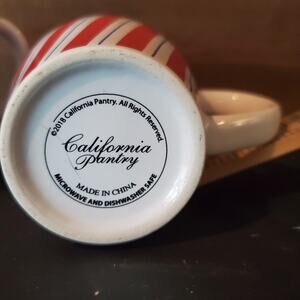 ©2018 California Pantry. All Rights Reserved.
California
Pantry
MADE IN CHINA
MICROWAVE AND DISHWASHER SAFE